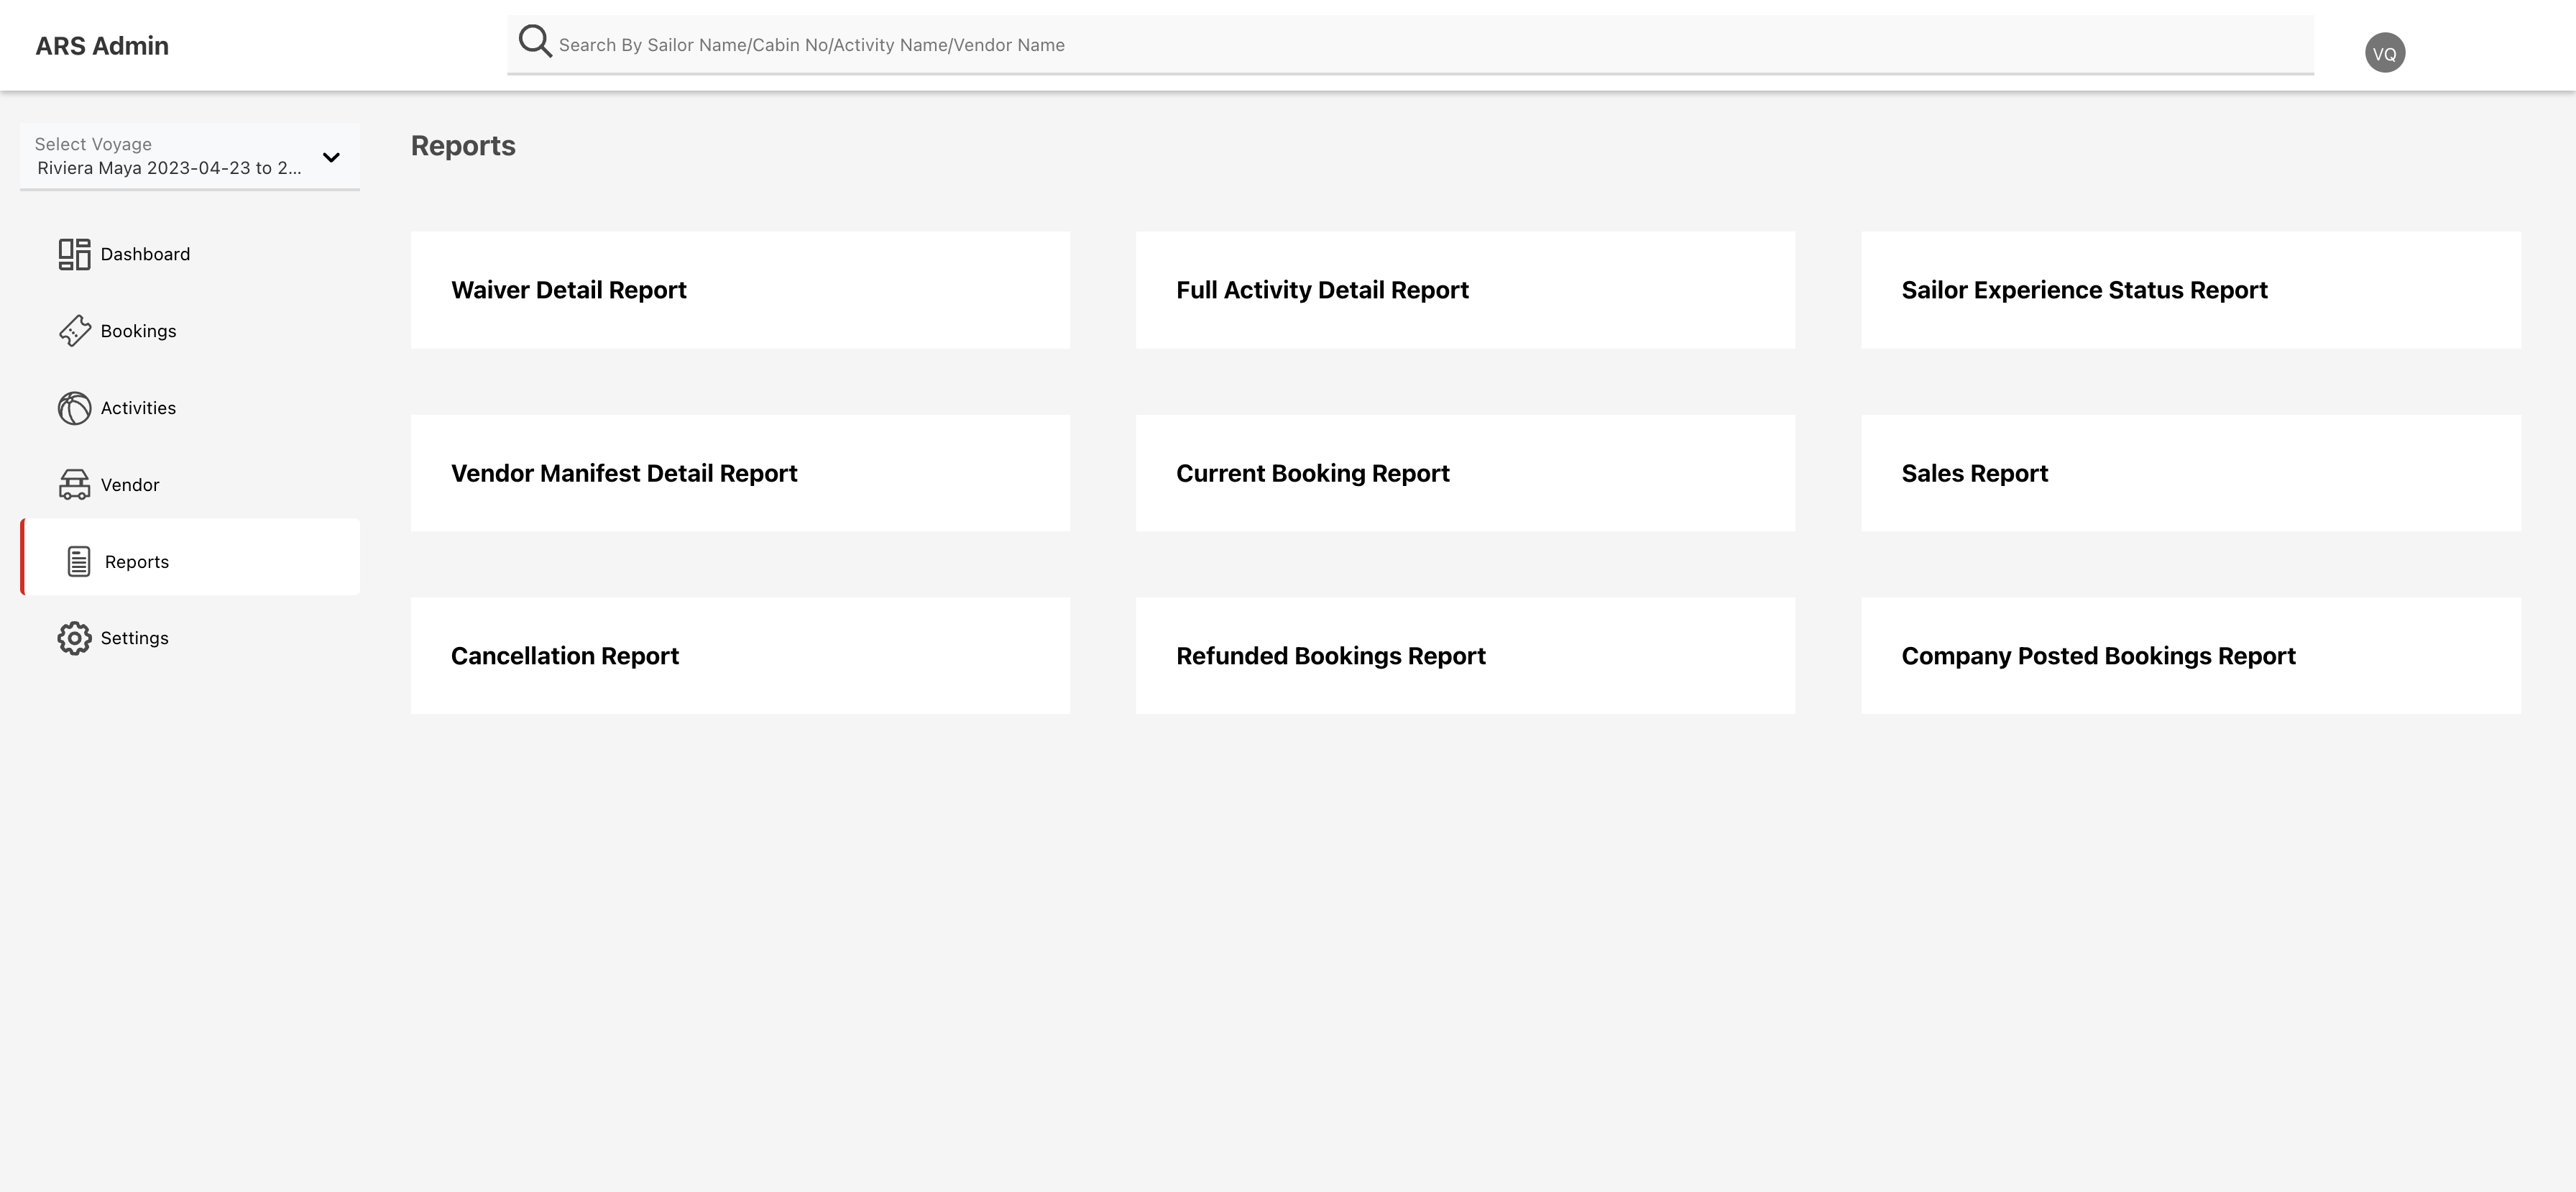 ARS Admin
Search By Sailor Name/Cabin No/Activity Name/Vendor Name
VQ
Select Voyage
Riviera Maya 2023-04-23 to 2...
Dashboard
Bookings
Activities
Vendor
Reports
Settings
Reports
Waiver Detail Report
Full Activity Detail Report
Sailor Experience Status Report
Vendor Manifest Detail Report
Current Booking Report
Sales Report
Cancellation Report
Refunded Bookings Report
Company Posted Bookings Report